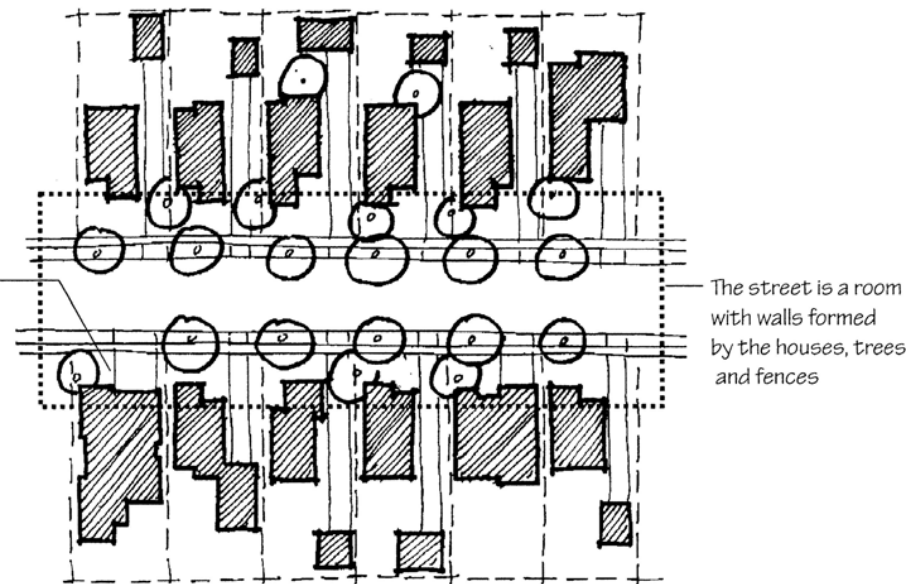 The street is a room
with walls formed
by the houses, trees
and fences